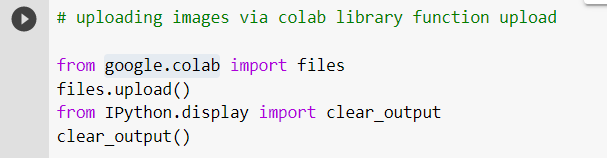 # uploading images via colab library function upload
from google.colab import files
files.upload()
from IPython.display import clear_output
clear_output()